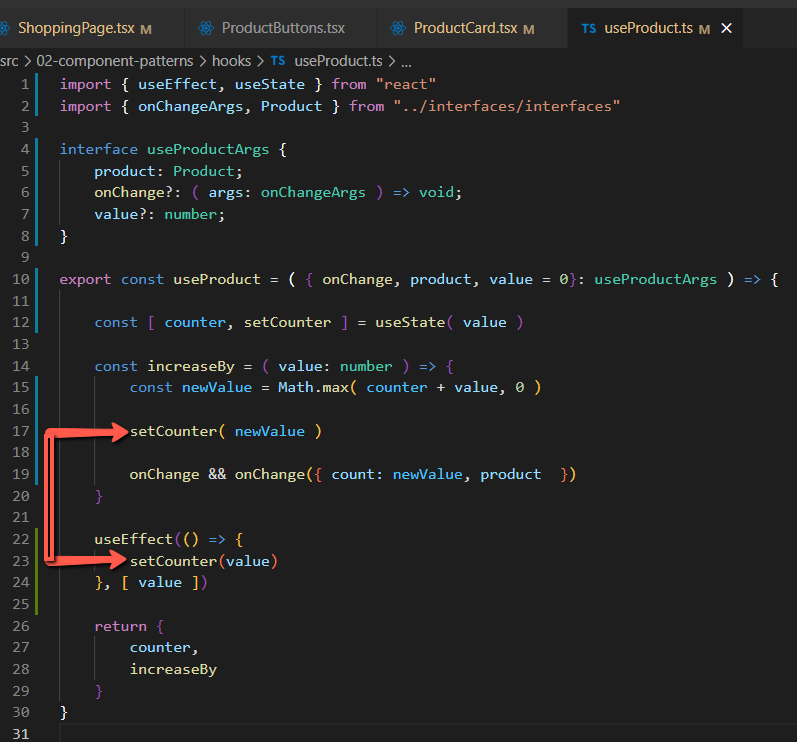 ShoppingPage.tsx M ProductButtons.tsx ProductCard.tsx M TS useProduct.ts M
src > 02-component-patterns > hooks > TS useProduct.ts > ...
1 import { useEffect, useState } from "react"
2 import { onChangeArgs, Product } from "../interfaces/interfaces"
3
4 interface useProductArgs {
5 product: Product;
6 onChange?: ( args: onChangeArgs ) => void;
7 value?: number;
8 }
9
10 export const useProduct = ( { onChange, product, value = 0}: useProductArgs ) => {
11
12 const [ counter, setCounter ] = useState( value )
13
14 const increaseBy = ( value: number ) => {
15 const newValue = Math.max( counter + value, 0 )
16
17 setCounter( newValue )
18
19 onChange && onChange({ count: newValue, product })
20 }
21
22 useEffect(() => {
23 setCounter(value)
24 }, [ value ])
25
26 return {
27 counter,
28 increaseBy
29 }
30 }
31